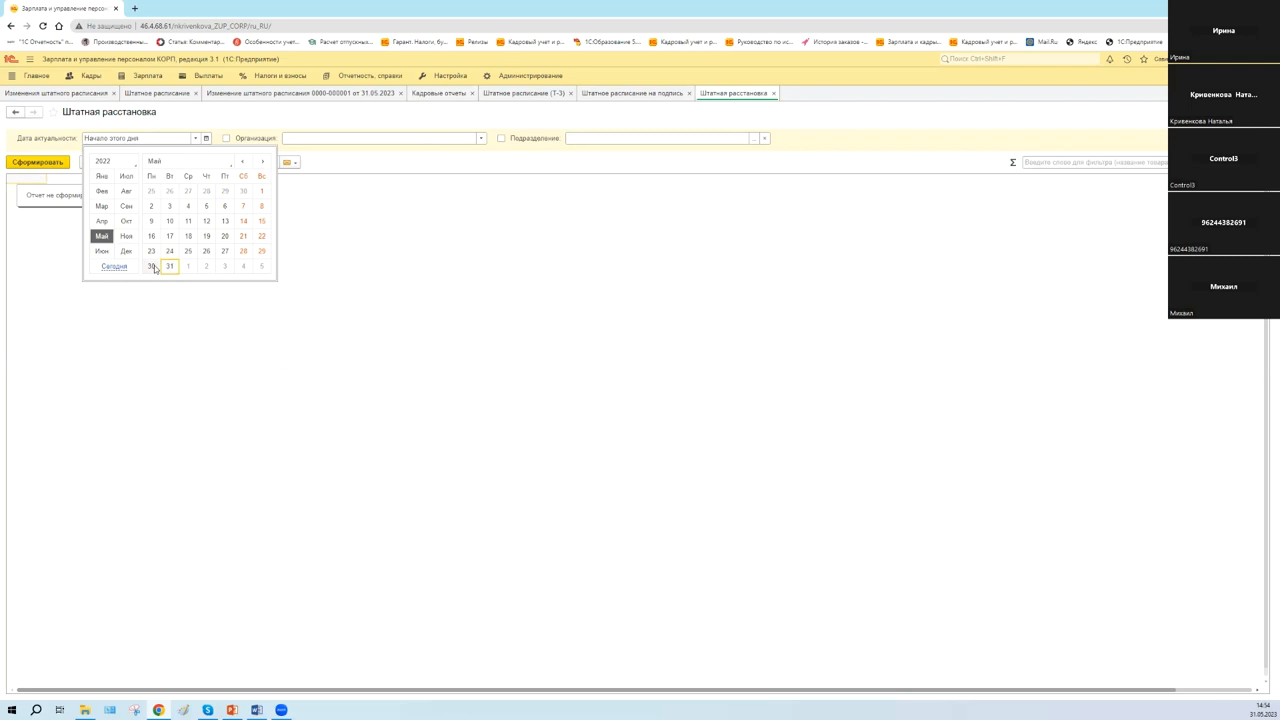 Зарплата и управление персон
Не защищено
46.4.68.61/nkrivenkova_ZUP_CORP/ru_RU/
"1С Отчетность" п...
Производственны...
Статьи: Комментар...
Особенности учет...
Расчет отпускных...
Гарант. Налоги, бу...
Релизы
Кадровый учет и р...
1С:Образование 5...
Кадровый учет и р...
Руководство по ис...
История заказов –...
Зарплата и кадры...
Кадровый учет и р...
Mail.Ru
Яндекс
1С:Предприятие
Зарплата и управление персоналом КОРП, редакция 3.1 (1С:Предприятие)
Поиск Ctrl+Shift+F
Главное
Кадры
Зарплата
Выплаты
Налоги и взносы
Отчетность, справки
Настройка
Администрирование
Изменения штатного расписания
Штатное расписание
Изменение штатного расписания 0000-000001 от 31.05.2023
Кадровые отчеты
Штатное расписание (Т-3)
Штатное расписание на подпись
Штатная расстановка
Штатная расстановка
Дата актуальности:
Начало этого дня
Организация:
Подразделение:
Сформировать
Введите слово для фильтра (название товара
Отчет не сформир
2022 Май
Янв Июл Пн Вт Ср Чт Пт Сб Вс
Фев Авг 25 26 27 28 29 30 1
Мар Сен 2 3 4 5 6 7 8
Апр Окт 9 10 11 12 13 14 15
Май Ноя 16 17 18 19 20 21 22
Июн Дек 23 24 25 26 27 28 29
Сегодня 30 31 1 2 3 4 5
Ирина
Ирина
Кривенкова Ната...
Кривенкова Наталья
Control3
Control3
96244382691
96244382691
Михаил
Михаил
14:54
31.05.2023